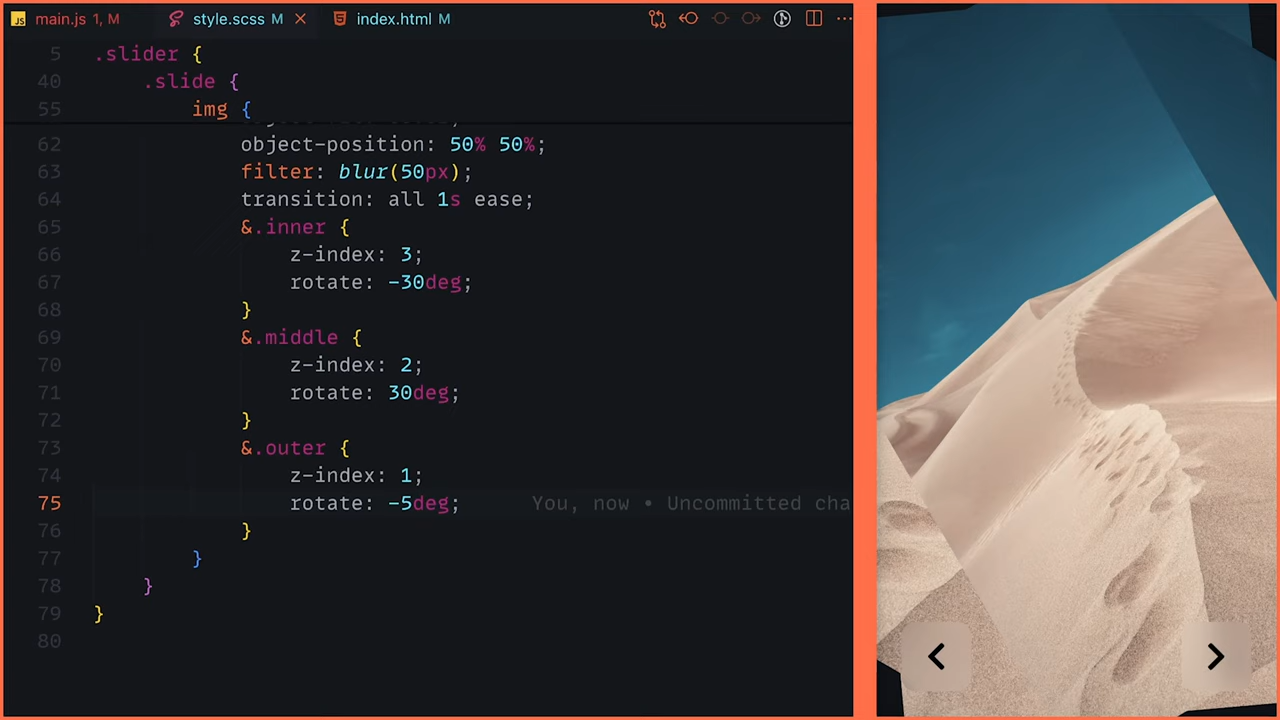 main.js 1, M
style.scss M
index.html M
5 .slider {
40 .slide {
55 img {
62 object-position: 50% 50%;
63 filter: blur(50px);
64 transition: all 1s ease;
65 &.inner {
66 z-index: 3;
67 rotate: -30deg;
68 }
69 &.middle {
70 z-index: 2;
71 rotate: 30deg;
72 }
73 &.outer {
74 z-index: 1;
75 rotate: -5deg; You, now • Uncommitted cha
76 }
77 }
78 }
79 }
80